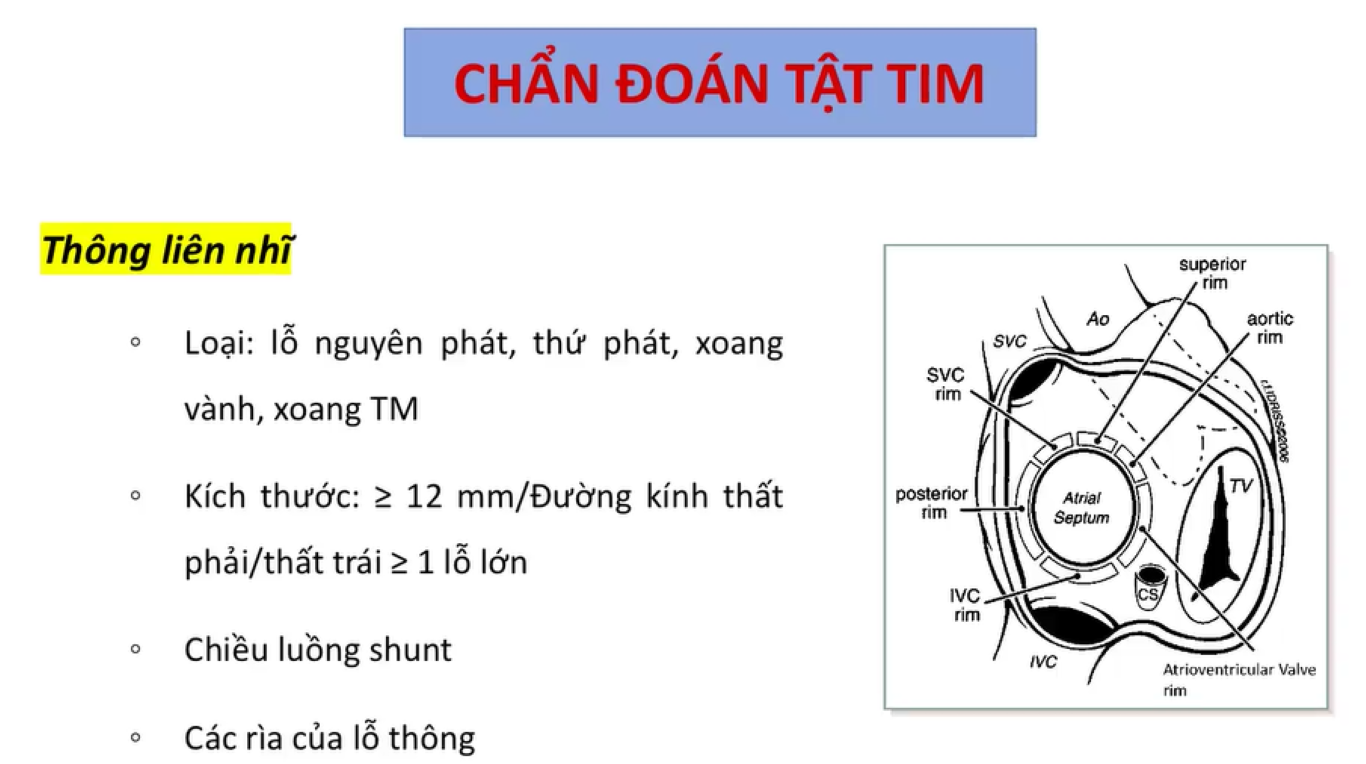 CHẨN ĐOÁN TẬT TIM
Thông liên nhĩ
◦ Loại: lỗ nguyên phát, thứ phát, xoang
vành, xoang TM
◦ Kích thước: ≥ 12 mm/Đường kính thất
phải/thất trái ≥ 1 lỗ lớn
◦ Chiều luồng shunt
◦ Các rìa của lỗ thông
superior
rim
Ao
aortic
rim
SVC
SVC
rim
r.f.IDRISS©2006
posterior
rim
Atrial
Septum
TV
IVC
rim
CS
IVC
Atrioventricular Valve
rim